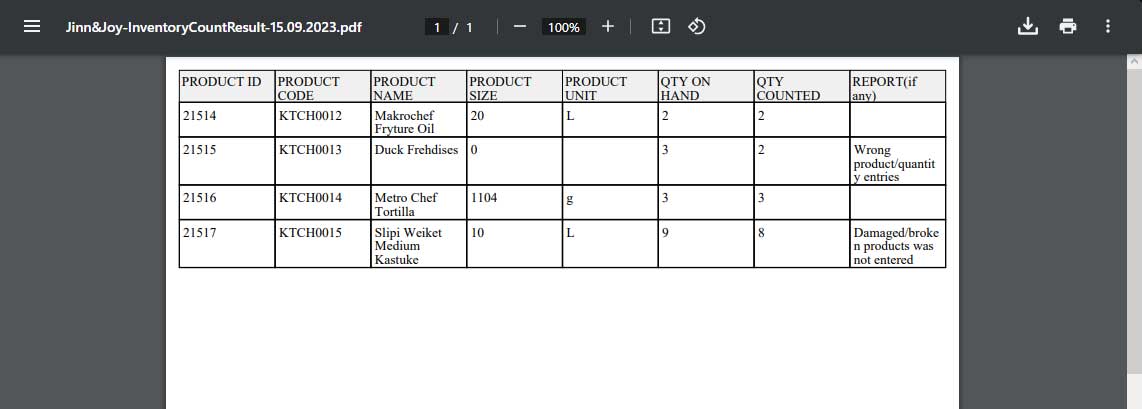 Jinn&Joy-InventoryCountResult-15.09.2023.pdf 1 / 1 100%
PRODUCT ID PRODUCT CODE PRODUCT NAME PRODUCT SIZE PRODUCT UNIT QTY ON HAND QTY COUNTED REPORT(if any)
21514 KTCH0012 Makrochef Fryture Oil 20 L 2 2
21515 KTCH0013 Duck Frehdises 0 3 2 Wrong product/quantit y entries
21516 KTCH0014 Metro Chef Tortilla 1104 g 3 3
21517 KTCH0015 Slipi Weiket Medium Kastuke 10 L 9 8 Damaged/broke n products was not entered